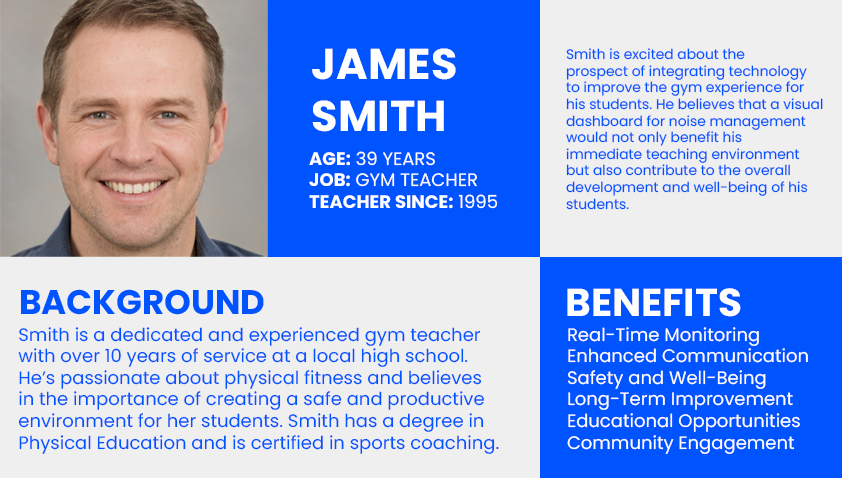 JAMES
SMITH
AGE: 39 YEARS
JOB: GYM TEACHER
TEACHER SINCE: 1995
Smith is excited about the
prospect of integrating technology
to improve the gym experience for
his students. He believes that a visual
dashboard for noise management
would not only benefit his
immediate teaching environment
but also contribute to the overall
development and well-being of his
students.
BACKGROUND
Smith is a dedicated and experienced gym teacher
with over 10 years of service at a local high school.
He’s passionate about physical fitness and believes
in the importance of creating a safe and productive
environment for her students. Smith has a degree in
Physical Education and is certified in sports coaching.
BENEFITS
Real-Time Monitoring
Enhanced Communication
Safety and Well-Being
Long-Term Improvement
Educational Opportunities
Community Engagement